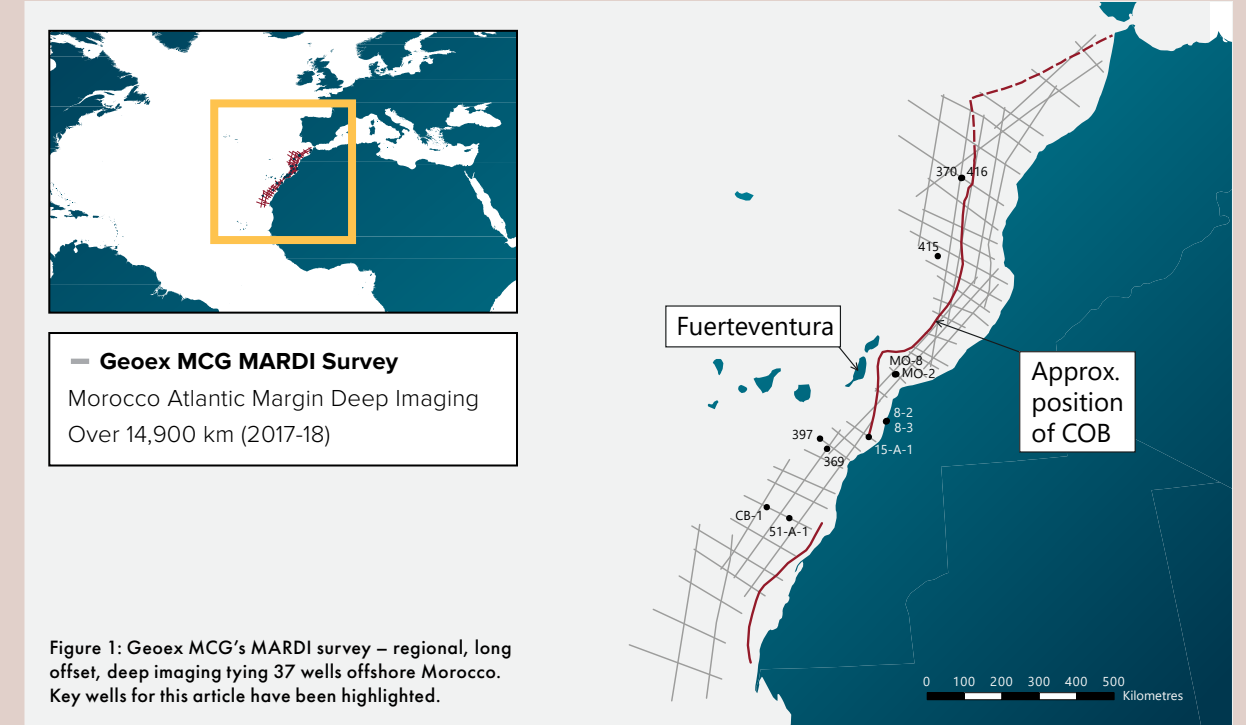 Geoex MCG MARDI Survey
Morocco Atlantic Margin Deep Imaging
Over 14,900 km (2017-18)
Figure 1: Geoex MCG’s MARDI survey – regional, long
offset, deep imaging tying 37 wells offshore Morocco.
Key wells for this article have been highlighted.
370 416
415
Fuerteventura
Approx.
position
of COB
MO-8
MO-2
8-2
8-3
15-A-1
397
369
CB-1
51-A-1
0 100 200 300 400 500
Kilometres